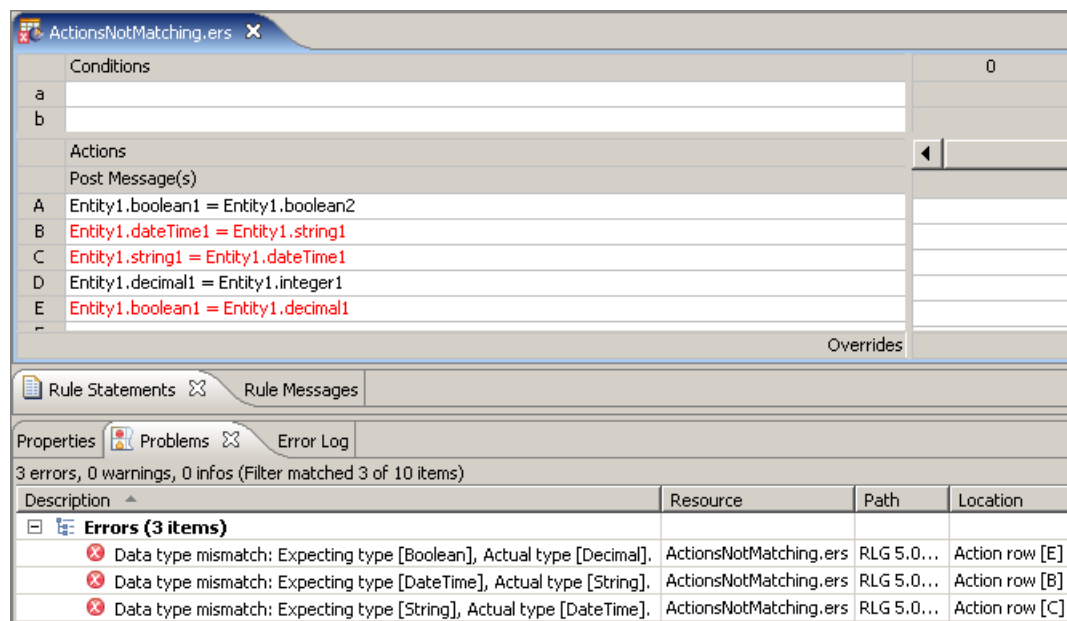 ActionsNotMatching.ers
Conditions 0
a
b
Actions
Post Message(s)
A Entity1.boolean1 = Entity1.boolean2
B Entity1.dateTime1 = Entity1.string1
C Entity1.string1 = Entity1.dateTime1
D Entity1.decimal1 = Entity1.integer1
E Entity1.boolean1 = Entity1.decimal1
Overrides
Rule Statements Rule Messages
Properties Problems Error Log
3 errors, 0 warnings, 0 infos (Filter matched 3 of 10 items)
Description Resource Path Location
Errors (3 items)
Data type mismatch: Expecting type [Boolean], Actual type [Decimal]. ActionsNotMatching.ers RLG 5.0... Action row [E]
Data type mismatch: Expecting type [DateTime], Actual type [String]. ActionsNotMatching.ers RLG 5.0... Action row [B]
Data type mismatch: Expecting type [String], Actual type [DateTime]. ActionsNotMatching.ers RLG 5.0... Action row [C]